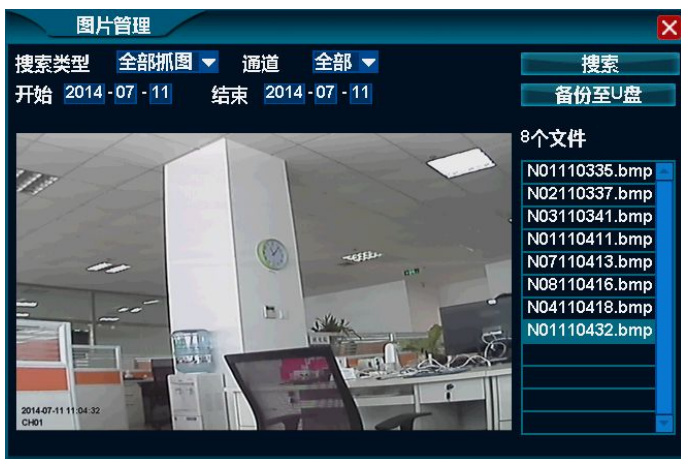 图片管理
搜索类型 全部抓图 通道 全部
搜索
开始 2014-07-11 结束 2014-07-11
备份至U盘
8个文件
N01110335.bmp
N02110337.bmp
N03110341.bmp
N01110411.bmp
N07110413.bmp
N08110416.bmp
N04110418.bmp
N01110432.bmp
2014-07-11 11:04:32
CH01